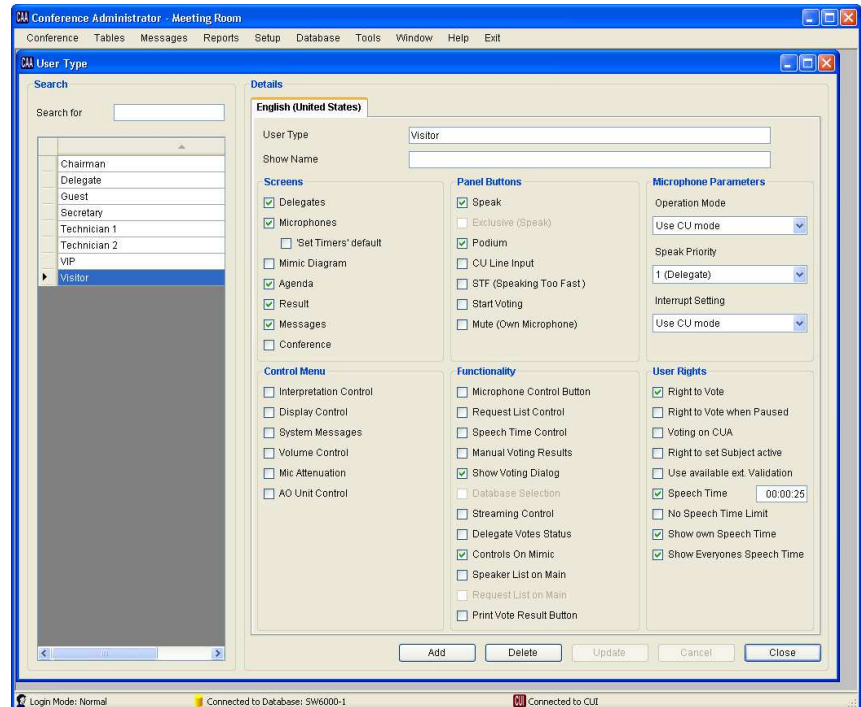 CAA Conference Administrator - Meeting Room
Conference Tables Messages Reports Setup Database Tools Window Help Exit
CAA User Type
Search
Search for
Chairman
Delegate
Guest
Secretary
Technician 1
Technician 2
VIP
Visitor
Details
English (United States)
User Type Visitor
Show Name
Screens
Delegates
Microphones
'Set Timers' default
Mimic Diagram
Agenda
Result
Messages
Conference
Panel Buttons
Speak
Exclusive (Speak)
Podium
CU Line Input
STF (Speaking Too Fast)
Start Voting
Mute (Own Microphone)
Microphone Parameters
Operation Mode
Use CU mode
Speak Priority
1 (Delegate)
Interrupt Setting
Use CU mode
Control Menu
Interpretation Control
Display Control
System Messages
Volume Control
Mic Attenuation
AO Unit Control
Functionality
Microphone Control Button
Request List Control
Speech Time Control
Manual Voting Results
Show Voting Dialog
Database Selection
Streaming Control
Delegate Votes Status
Controls On Mimic
Speaker List on Main
Request List on Main
Print Vote Result Button
User Rights
Right to Vote
Right to Vote when Paused
Voting on CUA
Right to set Subject active
Use available ext. Validation
Speech Time 00:00:25
No Speech Time Limit
Show own Speech Time
Show Everyones Speech Time
Add Delete Update Cancel Close
Login Mode: Normal Connected to Database: SW6000-1 CUI Connected to CUI